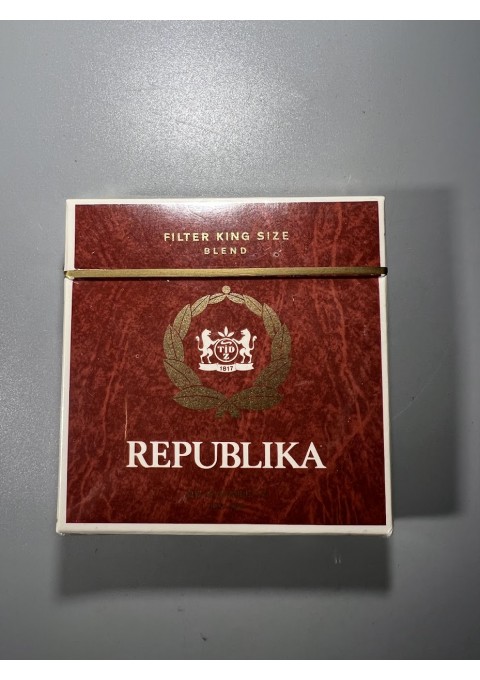 FILTER KING SIZE
BLEND
TDZ
1817
REPUBLIKA